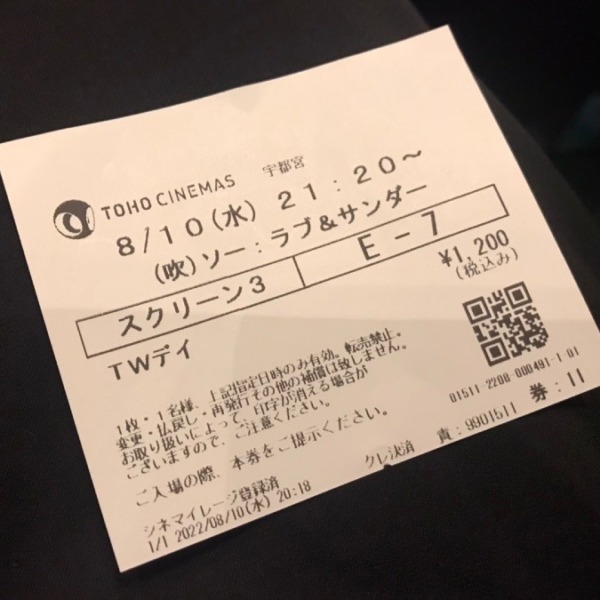 TOHO CINEMAS 宇都宮
8/10(水) 21:20～
(吹)ソー:ラブ&サンダー
スクリーン3 E-7
¥1,200
(税込み)
TWデイ
1枚・1名様、上記指定日時のみ有効。転売禁止。
変更・払戻し・再発行その他の補償は致しません。
お取り扱いによって、印字が消える場合が
ございますので、ご注意ください。
ご入場の際、本券をご提示ください。
01511-2208-000491-1-01
券:11
シネマイレージ登録済 クレ決済 責:9901511
1/1 2022/08/10(水) 20:18